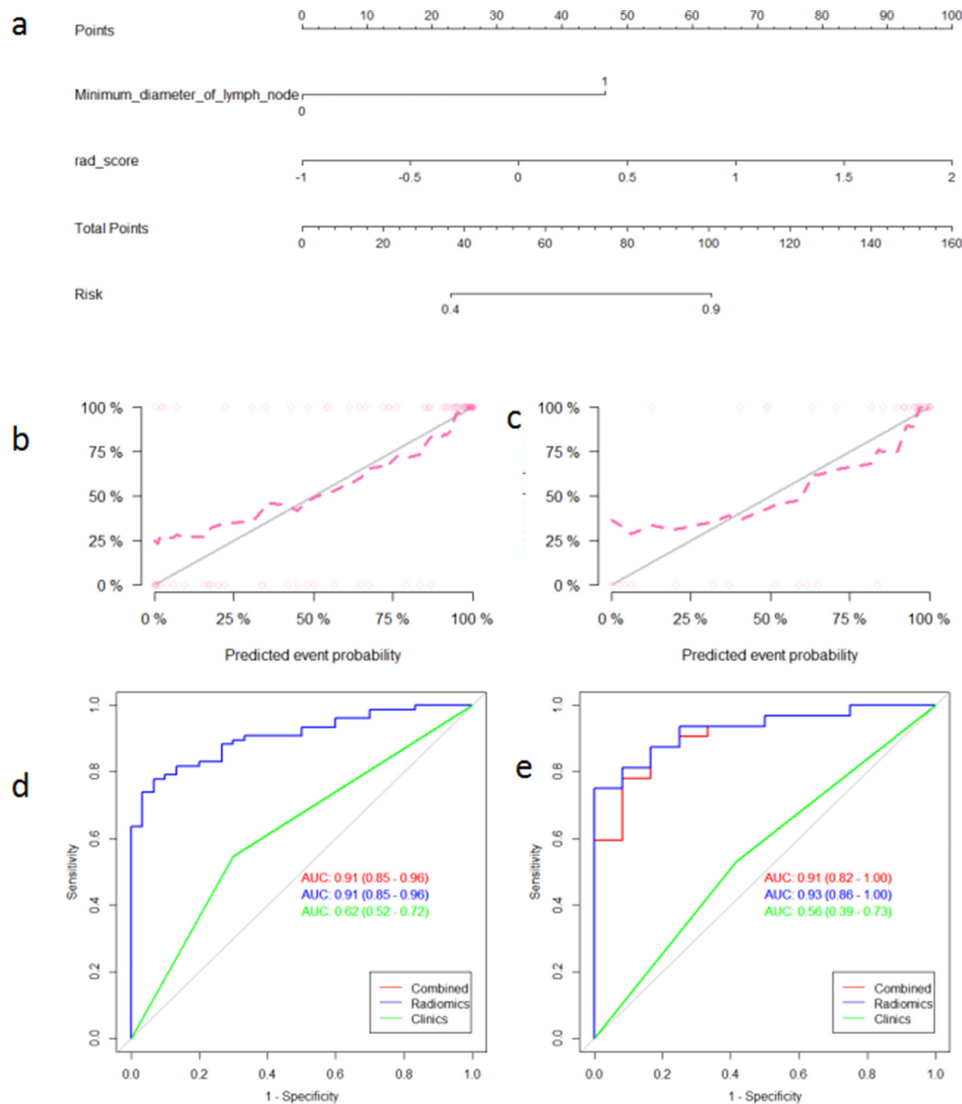 a
0 10 20 30 40 50 60 70 80 90 100
Points
Minimum_diameter_of_lymph_node
1
0
rad_score
-1 -0.5 0 0.5 1 1.5 2
Total Points
0 20 40 60 80 100 120 140 160
Risk
0.4 0.9
b
100 %
75 %
50 %
25 %
0 %
0 % 25 % 50 % 75 % 100 %
Predicted event probability
c
100 %
75 %
50 %
25 %
0 %
0 % 25 % 50 % 75 % 100 %
Predicted event probability
d
Sensitivity
1.0
0.8
0.6
0.4
0.2
0.0
AUC: 0.91 (0.85 - 0.96)
AUC: 0.91 (0.85 - 0.96)
AUC: 0.62 (0.52 - 0.72)
Combined
Radiomics
Clinics
0.0 0.2 0.4 0.6 0.8 1.0
1 - Specificity
e
Sensitivity
1.0
0.8
0.6
0.4
0.2
0.0
AUC: 0.91 (0.82 - 1.00)
AUC: 0.93 (0.86 - 1.00)
AUC: 0.56 (0.39 - 0.73)
Combined
Radiomics
Clinics
0.0 0.2 0.4 0.6 0.8 1.0
1 - Specificity